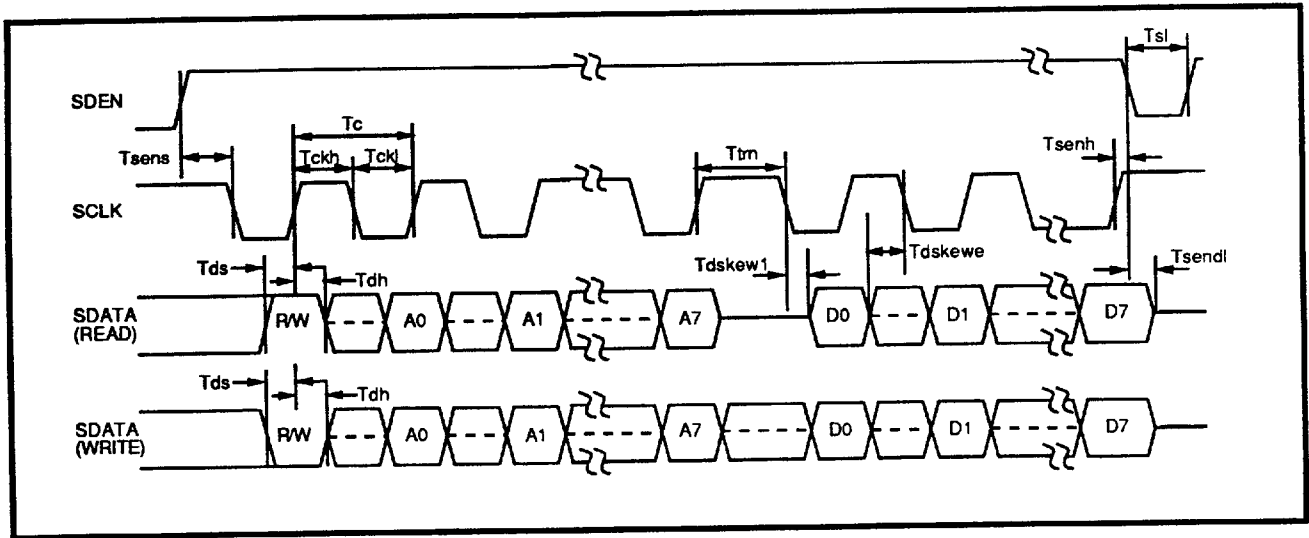 Tsl
SDEN
Tc
Tsens
Tckh
Tckl
Ttrn
Tsenh
SCLK
Tdskewe
Tds
Tdh
Tdskew1
Tsendl
SDATA
(READ)
R/W
A0
A1
A7
D0
D1
D7
Tds
Tdh
SDATA
(WRITE)
R/W
A0
A1
A7
D0
D1
D7